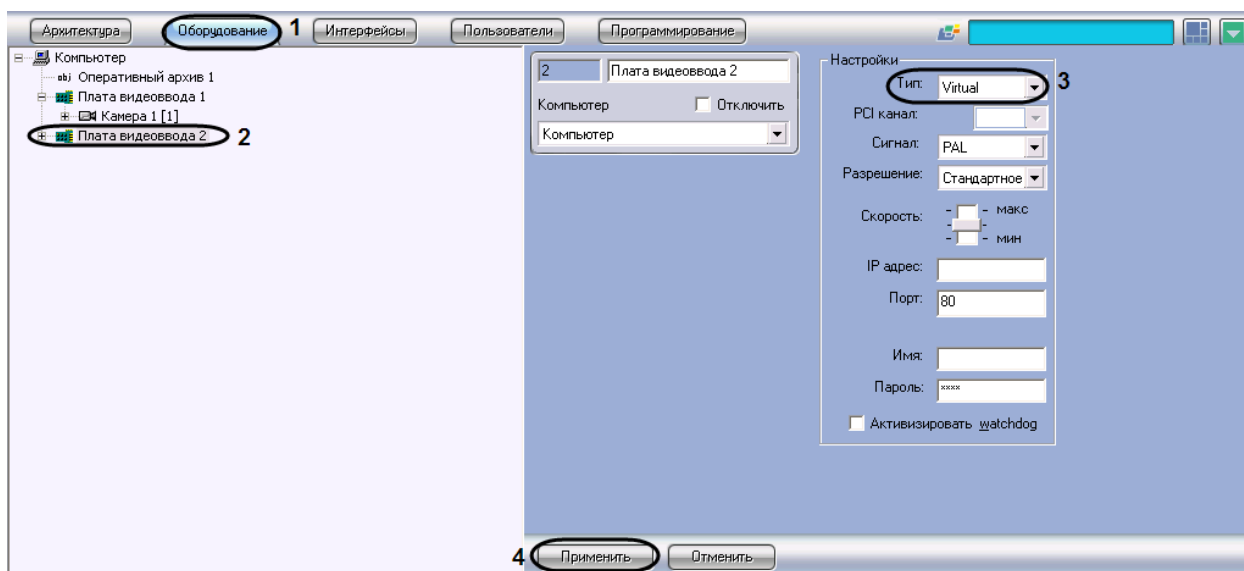 Архитектура Оборудование 1 Интерфейсы Пользователи Программирование
Компьютер
obj Оперативный архив 1
Плата видеоввода 1
Камера 1 [1]
Плата видеоввода 2 2
2 Плата видеоввода 2
Компьютер Отключить
Компьютер
Настройки
Тип: Virtual 3
PCI канал:
Сигнал: PAL
Разрешение: Стандартное
Скорость: - - макс
- -
- - мин
IP адрес:
Порт: 80
Имя:
Пароль: ××××
Активизировать watchdog
4 Применить Отменить